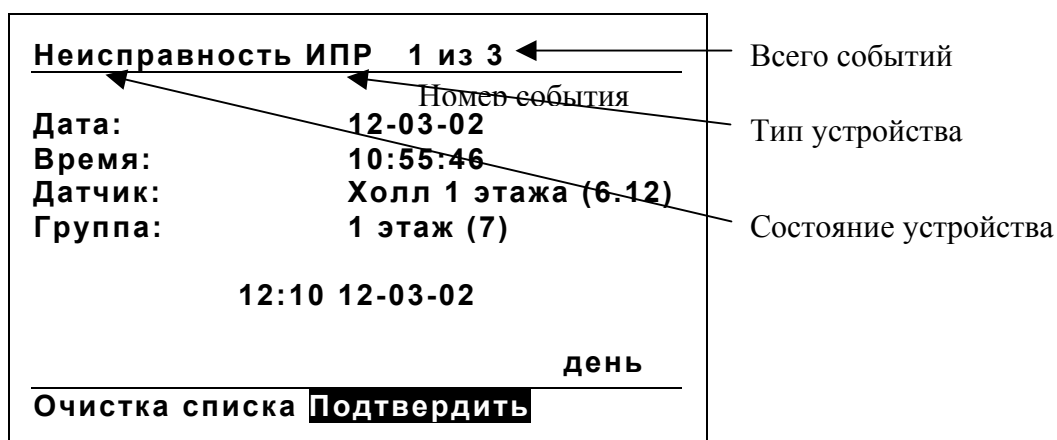 Неисправность ИПР 1 из 3
Всего событий
Номер события
Дата: 12-03-02
Тип устройства
Время: 10:55:46
Датчик: Холл 1 этажа (6.12)
Группа: 1 этаж (7)
Состояние устройства
12:10 12-03-02
день
Очистка списка Подтвердить